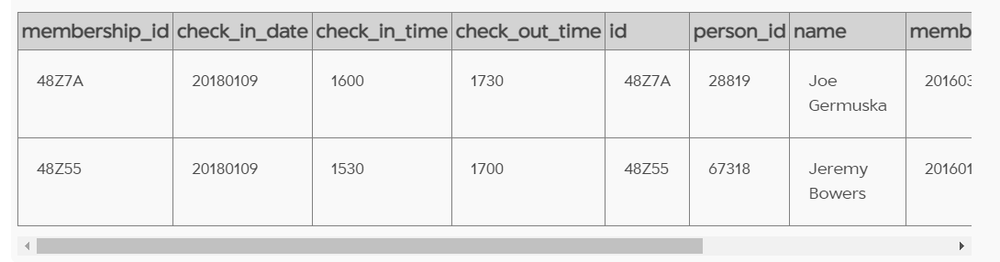 membership_id check_in_date check_in_time check_out_time id person_id name memb
48Z7A 20180109 1600 1730 48Z7A 28819 Joe 201603
Germuska
48Z55 20180109 1530 1700 48Z55 67318 Jeremy 201601
Bowers